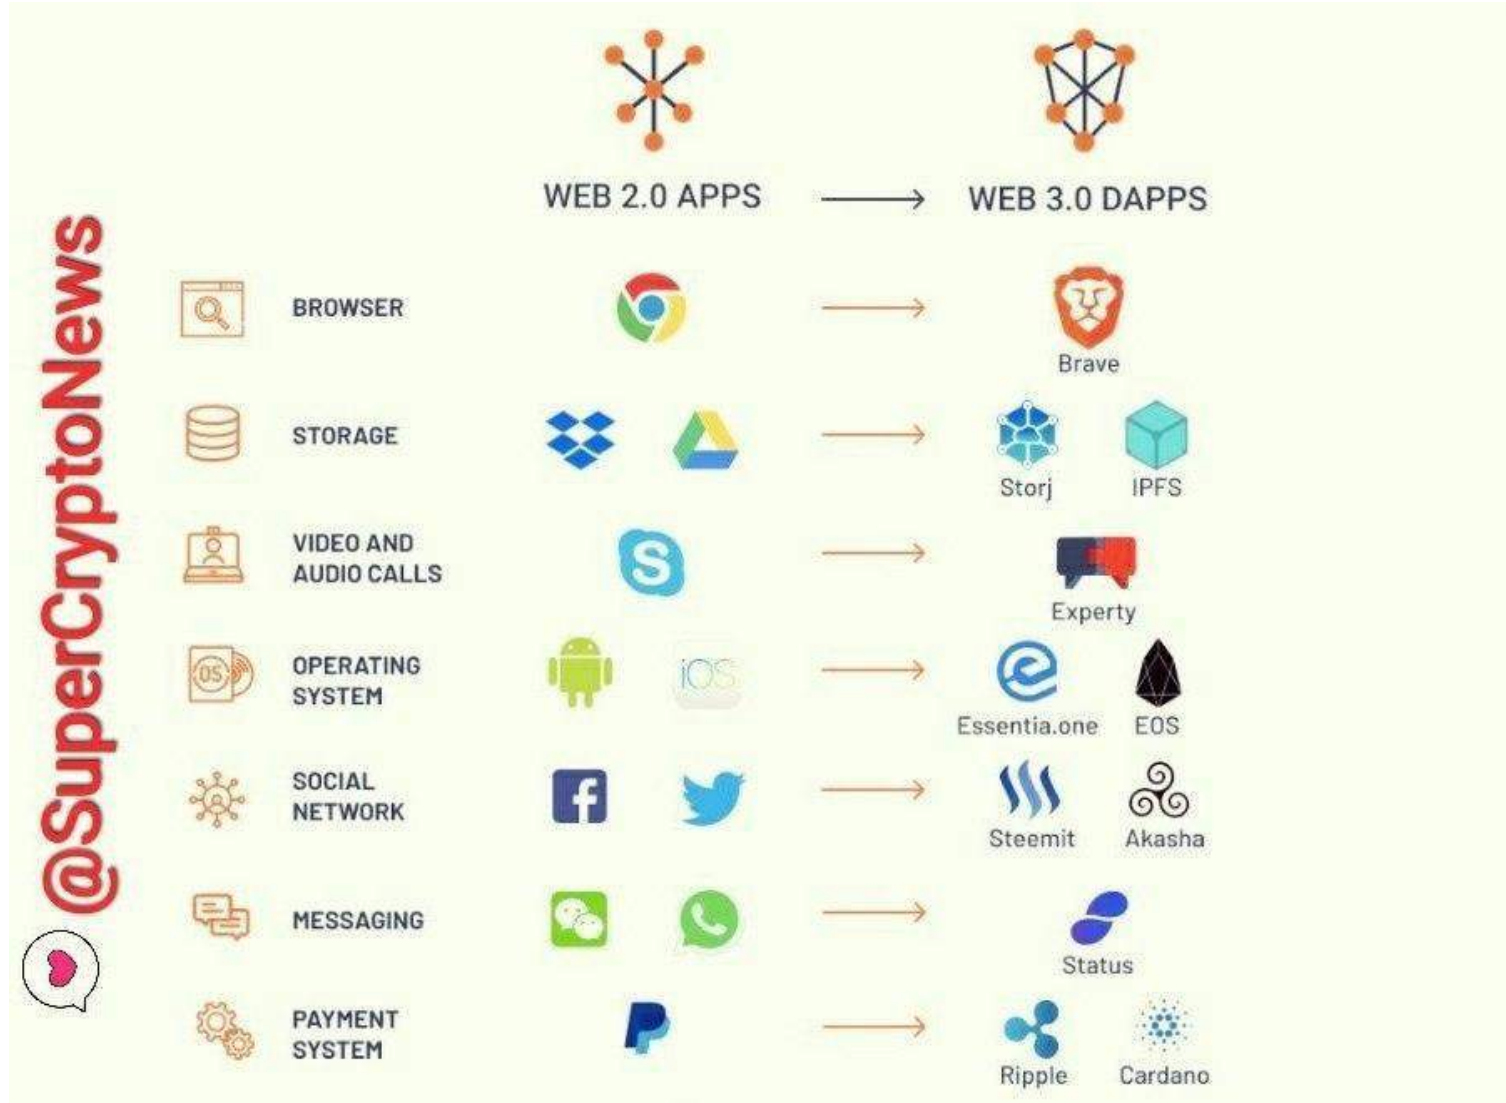 WEB 2.0 APPS
WEB 3.0 DAPPS
@SuperCryptoNews
BROWSER
Brave
STORAGE
Storj
IPFS
VIDEO AND
AUDIO CALLS
S
Experty
OS
OPERATING
SYSTEM
iOS
Essentia.one
EOS
SOCIAL
NETWORK
f
Steemit
Akasha
MESSAGING
Status
PAYMENT
SYSTEM
P
Ripple
Cardano